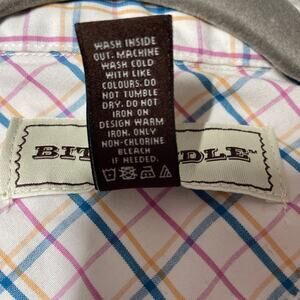 WASH INSIDE
OUT. MACHINE
WASH COLD
WITH LIKE
COLOURS. DO
NOT TUMBLE
DRY. DO NOT
IRON ON
DESIGN WARM
IRON. ONLY
NON-CHLORINE
BLEACH
IF NEEDED.